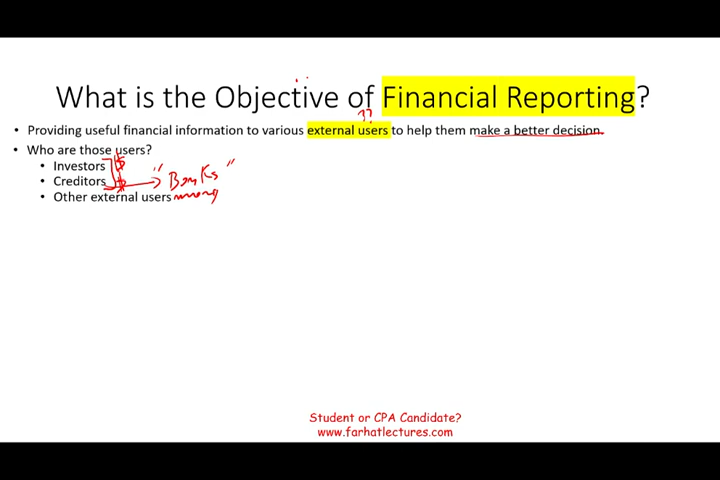 What is the Objective of Financial Reporting?
??
• Providing useful financial information to various external users to help them make a better decision.
• Who are those users?
• Investors $
• Creditors $ → "Banks"
• Other external users
Student or CPA Candidate?
www.farhatlectures.com